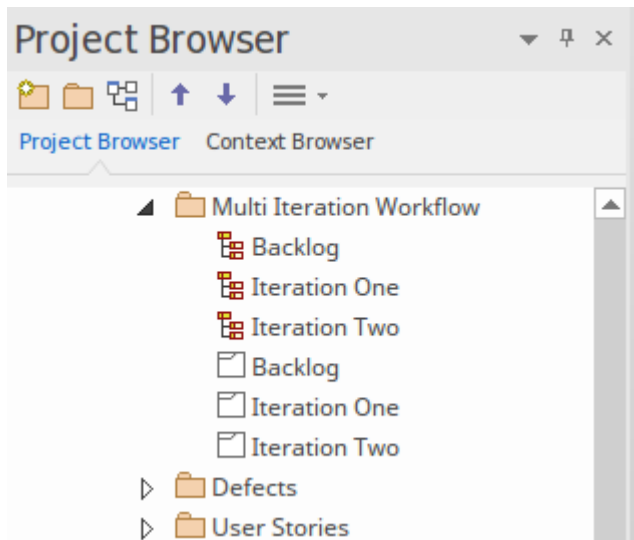 Project Browser
Project Browser Context Browser
Multi Iteration Workflow
Backlog
Iteration One
Iteration Two
Backlog
Iteration One
Iteration Two
Defects
User Stories